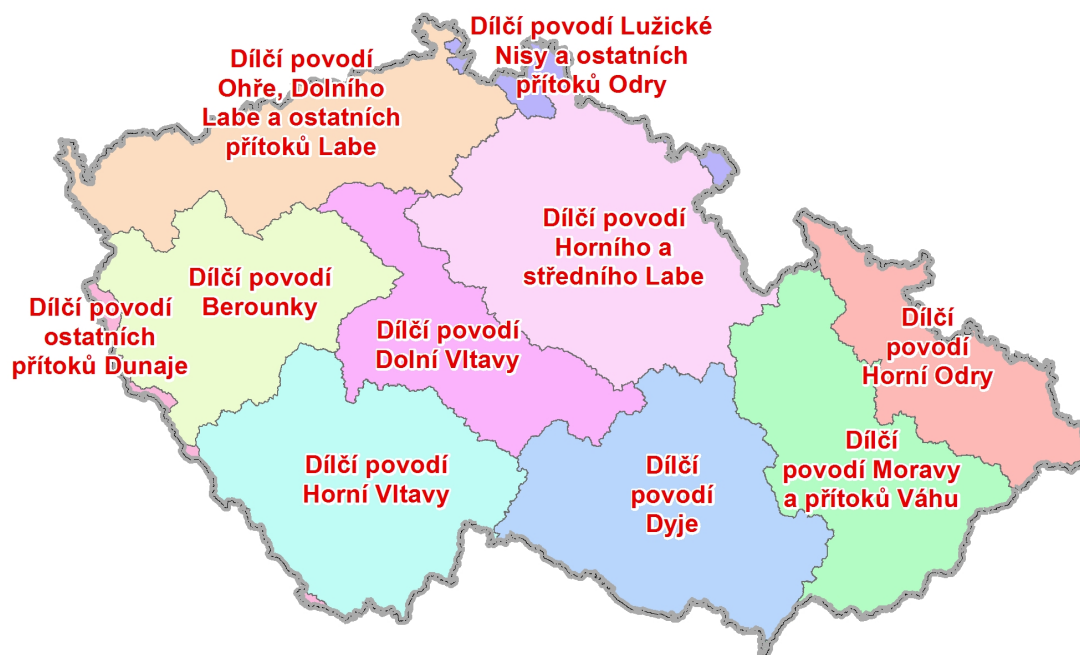 Dílčí povodí Lužické
Nisy a ostatních
přítoků Odry
Dílčí povodí
Ohře, Dolního
Labe a ostatních
přítoků Labe
Dílčí povodí
Horního a
středního Labe
Dílčí povodí
Berounky
Dílčí povodí
ostatních
přítoků Dunaje
Dílčí povodí
Dolní Vltavy
Dílčí
povodí
Horní Odry
Dílčí povodí
Horní Vltavy
Dílčí
povodí
Dyje
Dílčí
povodí Moravy
a přítoků Váhu